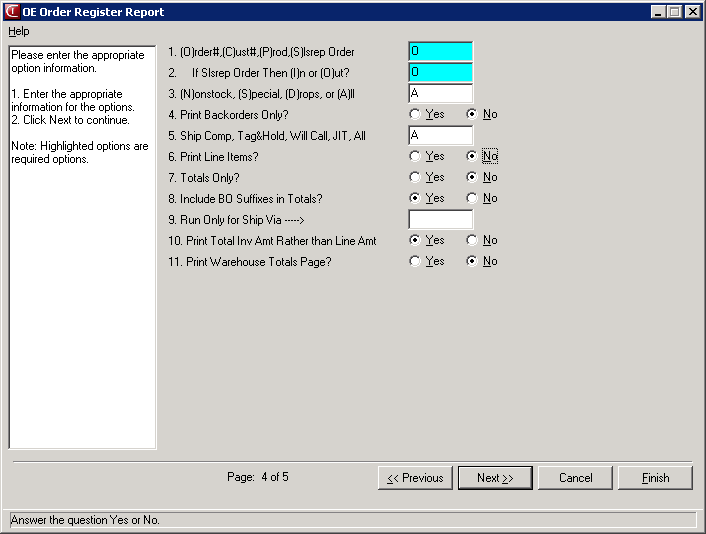 OE Order Register Report
Help
Please enter the appropriate
option information.
1. Enter the appropriate
information for the options.
2. Click Next to continue.
Note: Highlighted options are
required options.
1. (O)rder#,(C)ust#,(P)rod,(S)lsrep Order O
2. If Slsrep Order Then (I)n or (O)ut? O
3. (N)onstock, (S)pecial, (D)rops, or (A)ll A
4. Print Backorders Only? Yes No
5. Ship Comp, Tag&Hold, Will Call, JIT, All A
6. Print Line Items? Yes No
7. Totals Only? Yes No
8. Include BO Suffixes in Totals? Yes No
9. Run Only for Ship Via ----->
10. Print Total Inv Amt Rather than Line Amt Yes No
11. Print Warehouse Totals Page? Yes No
Page: 4 of 5 << Previous Next >> Cancel Finish
Answer the question Yes or No.